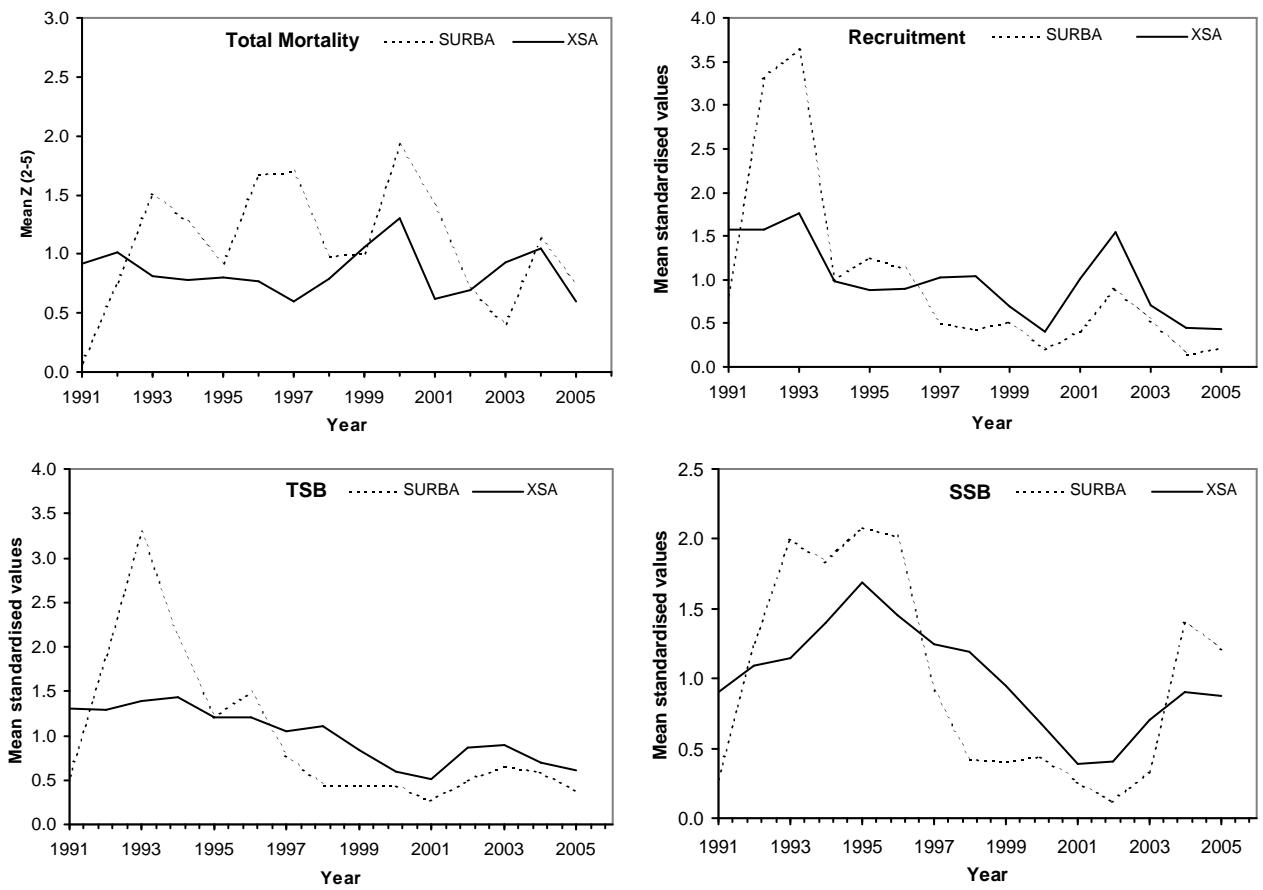 Total Mortality SURBA XSA
3.0
2.5
2.0
1.5
1.0
0.5
0.0
Mean Z (2-5)
1991 1993 1995 1997 1999 2001 2003 2005
Year
Recruitment SURBA XSA
4.0
3.5
3.0
2.5
2.0
1.5
1.0
0.5
0.0
Mean standardised values
1991 1993 1995 1997 1999 2001 2003 2005
Year
TSB SURBA XSA
4.0
3.5
3.0
2.5
2.0
1.5
1.0
0.5
0.0
Mean standardised values
1991 1993 1995 1997 1999 2001 2003 2005
Year
SSB SURBA XSA
2.5
2.0
1.5
1.0
0.5
0.0
Mean standardised values
1991 1993 1995 1997 1999 2001 2003 2005
Year